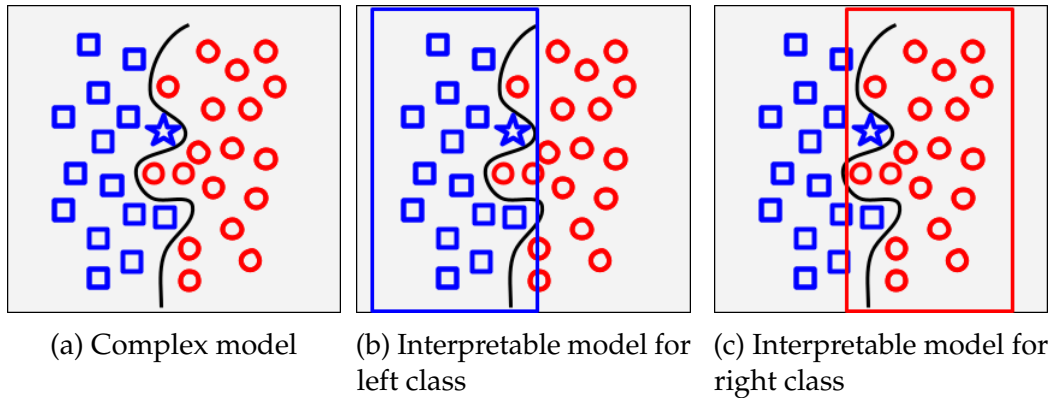 (a) Complex model
(b) Interpretable model for
left class
(c) Interpretable model for
right class